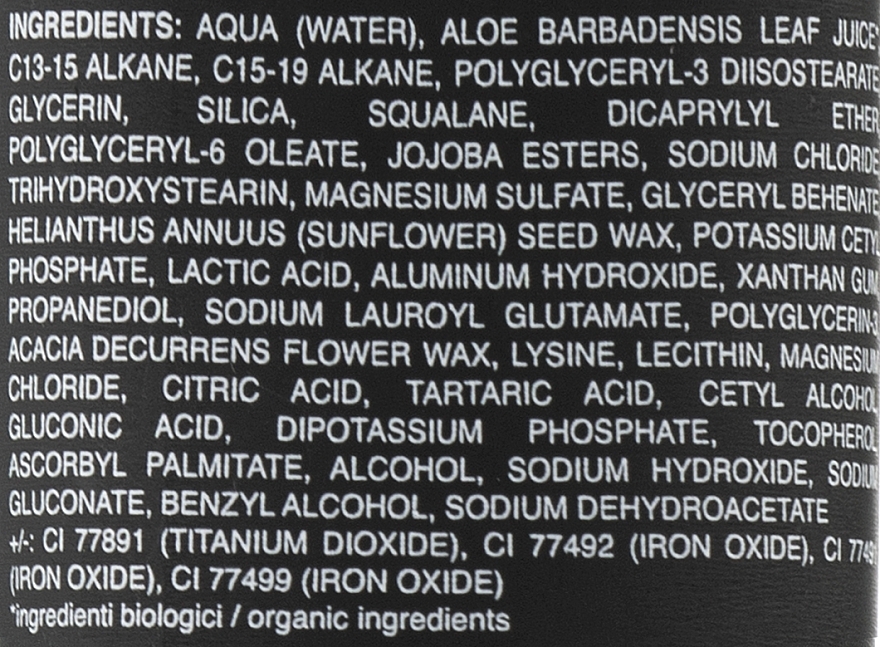 INGREDIENTS: AQUA (WATER), ALOE BARBADENSIS LEAF JUICE*
C13-15 ALKANE, C15-19 ALKANE, POLYGLYCERYL-3 DIISOSTEARATE
GLYCERIN, SILICA, SQUALANE, DICAPRYLYL ETHER
POLYGLYCERYL-6 OLEATE, JOJOBA ESTERS, SODIUM CHLORIDE
TRIHYDROXYSTEARIN, MAGNESIUM SULFATE, GLYCERYL BEHENATE
HELIANTHUS ANNUUS (SUNFLOWER) SEED WAX, POTASSIUM CETYL
PHOSPHATE, LACTIC ACID, ALUMINUM HYDROXIDE, XANTHAN GUM,
PROPANEDIOL, SODIUM LAUROYL GLUTAMATE, POLYGLYCERIN-3,
ACACIA DECURRENS FLOWER WAX, LYSINE, LECITHIN, MAGNESIUM
CHLORIDE, CITRIC ACID, TARTARIC ACID, CETYL ALCOHOL
GLUCONIC ACID, DIPOTASSIUM PHOSPHATE, TOCOPHEROL
ASCORBYL PALMITATE, ALCOHOL, SODIUM HYDROXIDE, SODIUM
GLUCONATE, BENZYL ALCOHOL, SODIUM DEHYDROACETATE
+/-: CI 77891 (TITANIUM DIOXIDE), CI 77492 (IRON OXIDE), CI 77491
(IRON OXIDE), CI 77499 (IRON OXIDE)
*ingredienti biologici / organic ingredients